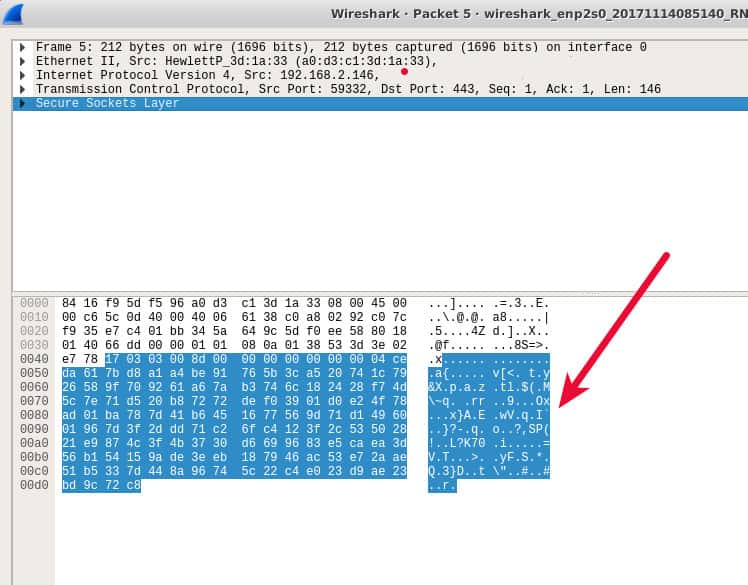 Wireshark · Packet 5 · wireshark_enp2s0_20171114085140_RN
Frame 5: 212 bytes on wire (1696 bits), 212 bytes captured (1696 bits) on interface 0
Ethernet II, Src: HewlettP_3d:1a:33 (a0:d3:c1:3d:1a:33),
Internet Protocol Version 4, Src: 192.168.2.146,
Transmission Control Protocol, Src Port: 59332, Dst Port: 443, Seq: 1, Ack: 1, Len: 146
Secure Sockets Layer
0000 84 16 f9 5d f5 96 a0 d3 c1 3d 1a 33 08 00 45 00 ...].... .=.3..E.
0010 00 c6 5c 0d 40 00 40 06 61 38 c0 a8 02 92 c0 7c ..\.@.@. a8.....|
0020 f9 35 e7 c4 01 bb 34 5a 64 9c 5d f0 ee 58 80 18 .5....4Z d.]..X..
0030 01 40 66 dd 00 00 01 01 08 0a 01 38 53 3d 3e 02 .@f..... ...8S=>.
0040 e7 78 17 03 03 00 8d 00 00 00 00 00 00 00 04 ce .x...... ........
0050 da 61 7b d8 a1 a4 be 91 76 5b 3c a5 20 74 1c 79 .a{..... v[<. t.y
0060 26 58 9f 70 92 61 a6 7a b3 74 6c 18 24 28 f7 4d &X.p.a.z .tl.$(.M
0070 5c 7e 71 d5 20 b8 72 72 de f0 39 01 d0 e2 4f 78 \~q. .rr ..9...Ox
0080 ad 01 ba 78 7d 41 b6 45 16 77 56 9d 71 d1 49 60 ...x}A.E .wV.q.I`
0090 01 96 7d 3f 2d dd 71 c2 6f c4 12 3f 2c 53 50 28 ..}?-.q. o..?,SP(
00a0 21 e9 87 4c 3f 4b 37 30 d6 69 96 83 e5 ca ea 3d !..L?K70 .i.....=
00b0 56 b1 54 15 9a de 3e eb 18 79 46 ac 53 e7 2a ae V.T...>. .yF.S.*.
00c0 51 b5 33 7d 44 8a 96 74 5c 22 c4 e0 23 d9 ae 23 Q.3}D..t \"..#..#
00d0 bd 9c 72 c8 ..r.